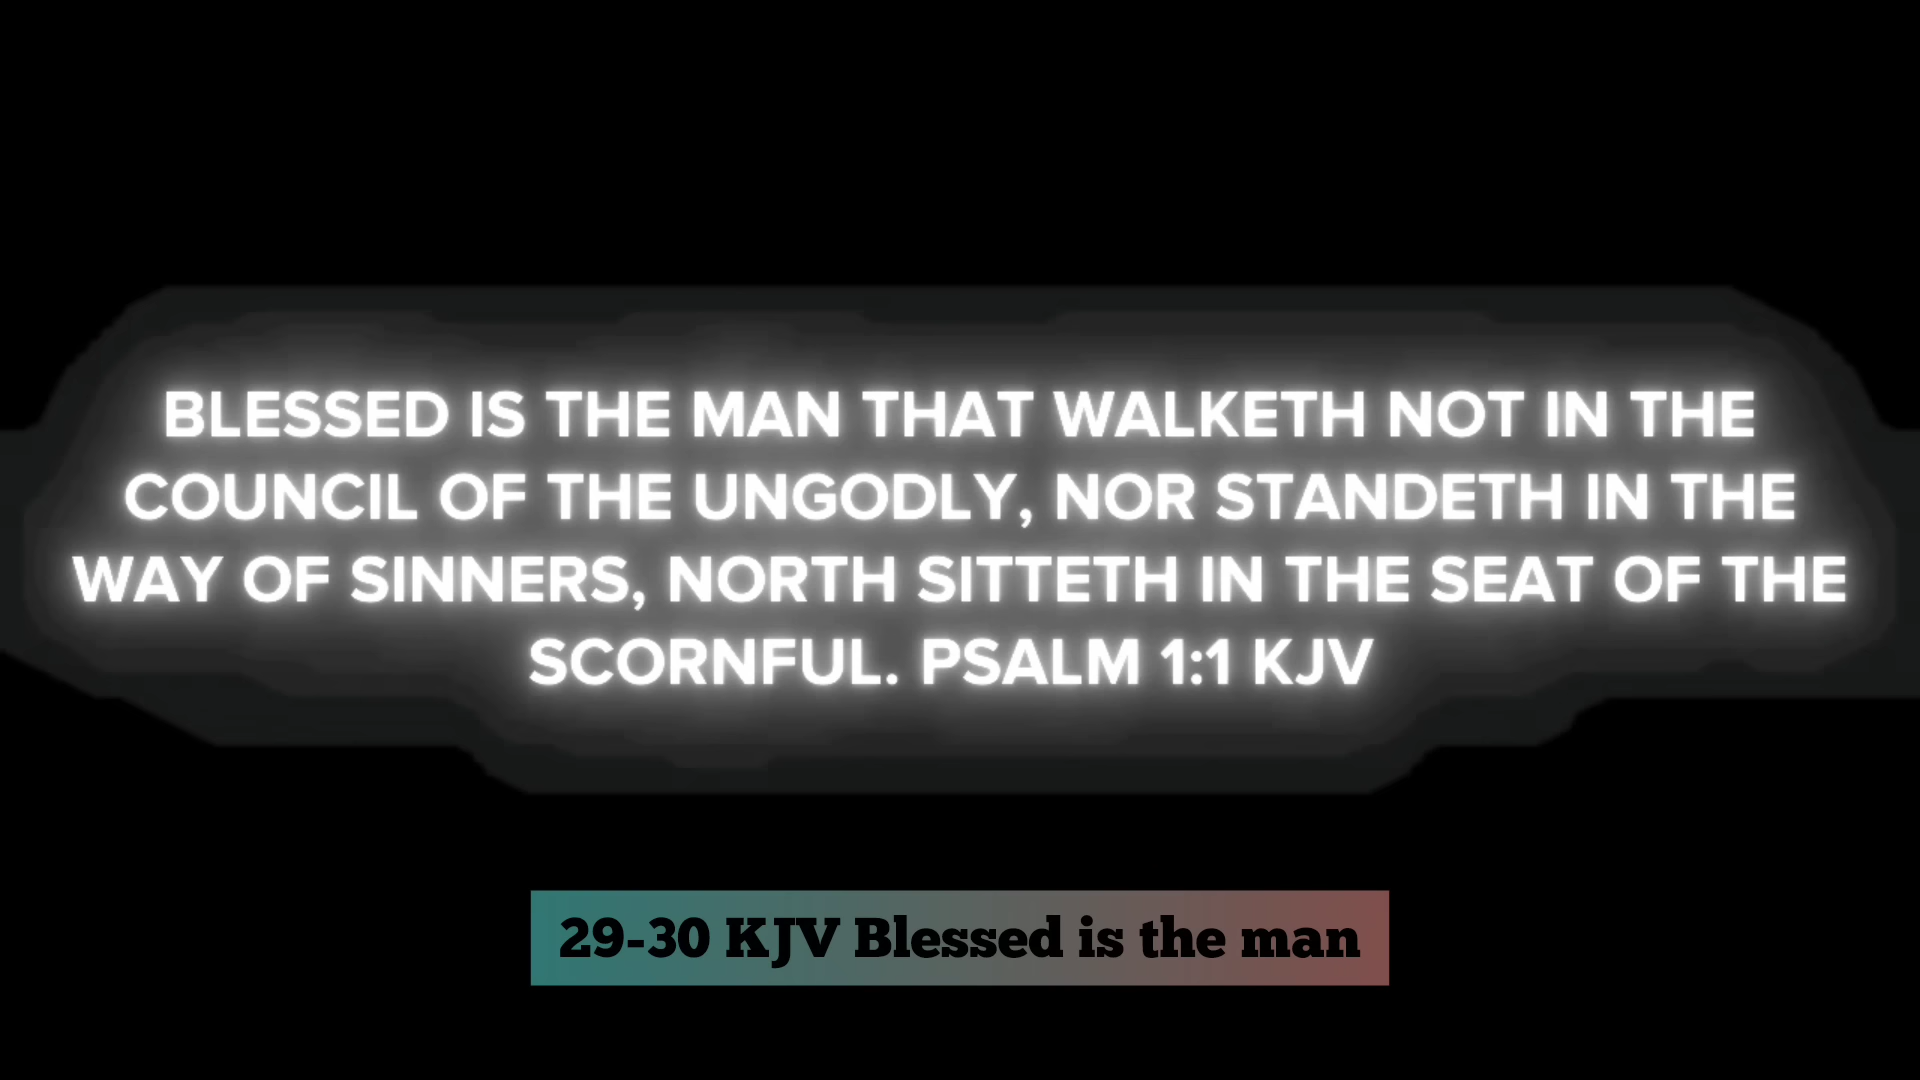 BLESSED IS THE MAN THAT WALKETH NOT IN THE
COUNCIL OF THE UNGODLY, NOR STANDETH IN THE
WAY OF SINNERS, NORTH SITTETH IN THE SEAT OF THE
SCORNFUL. PSALM 1:1 KJV
29-30 KJV Blessed is the man